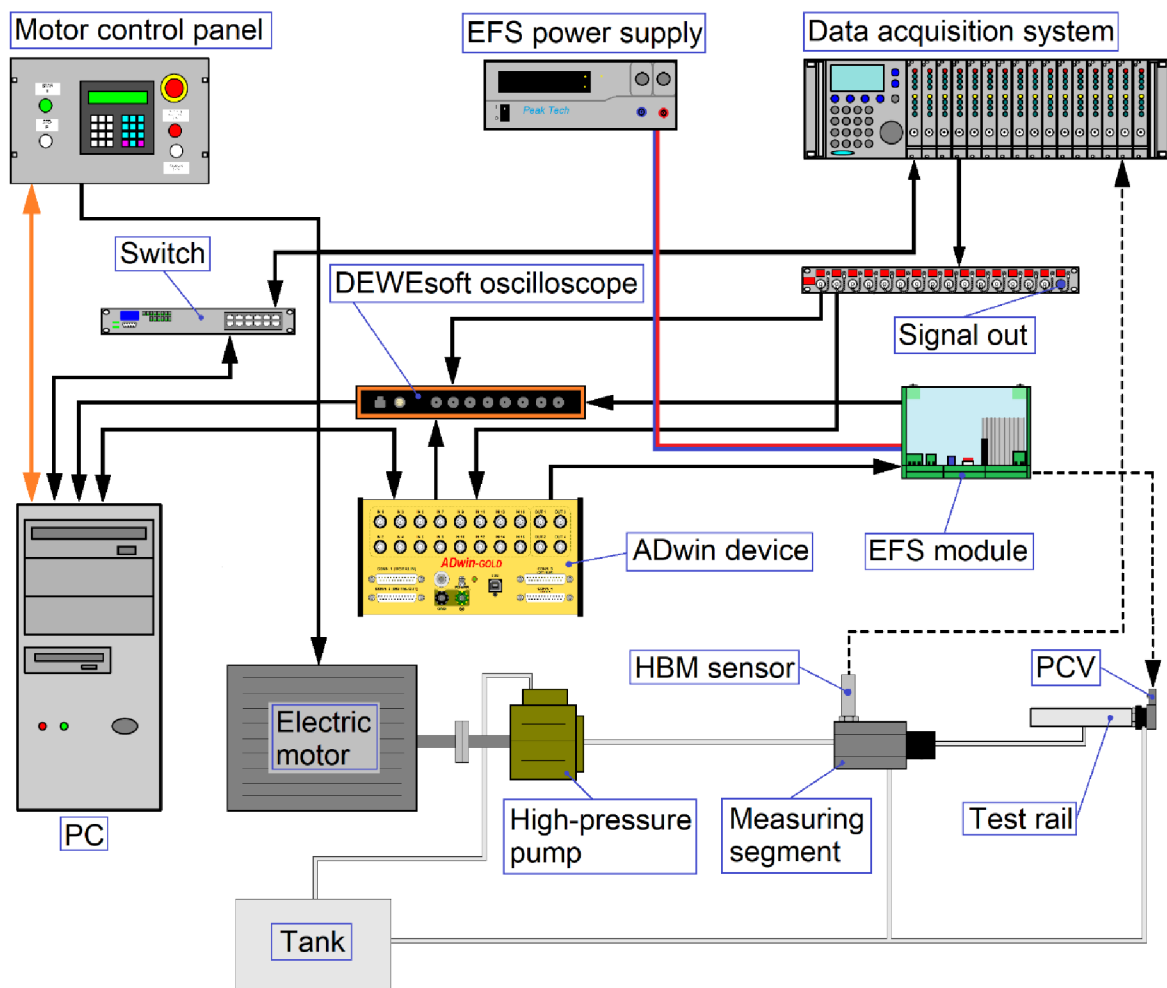 Motor control panel
EFS power supply
Data acquisition system
Peak Tech
Switch
DEWEsoft oscilloscope
Signal out
ADwin-GOLD
ADwin device
EFS module
HBM sensor
PCV
Electric
motor
PC
High-pressure
pump
Measuring
segment
Test rail
Tank